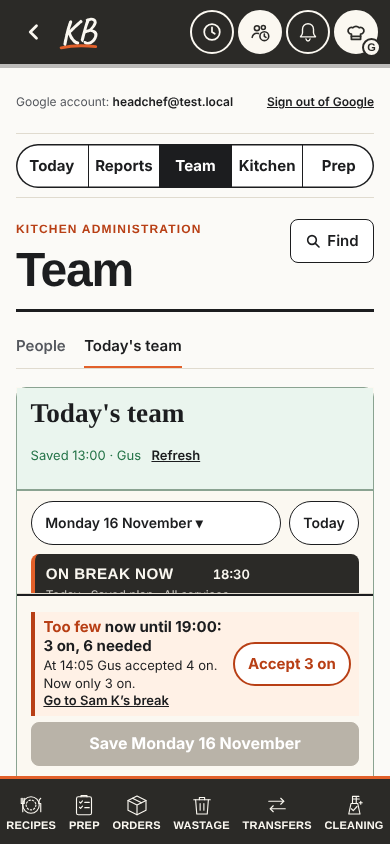 KB
G
Google account: headchef@test.local Sign out of Google
Today Reports Team Kitchen Prep
KITCHEN ADMINISTRATION
Team
Find
People Today's team
Today's team
Saved 13:00 · Gus Refresh
Monday 16 November ▾ Today
ON BREAK NOW 18:30
Too few now until 19:00:
3 on, 6 needed
At 14:05 Gus accepted 4 on.
Now only 3 on.
Go to Sam K's break
Accept 3 on
Save Monday 16 November
RECIPES PREP ORDERS WASTAGE TRANSFERS CLEANING